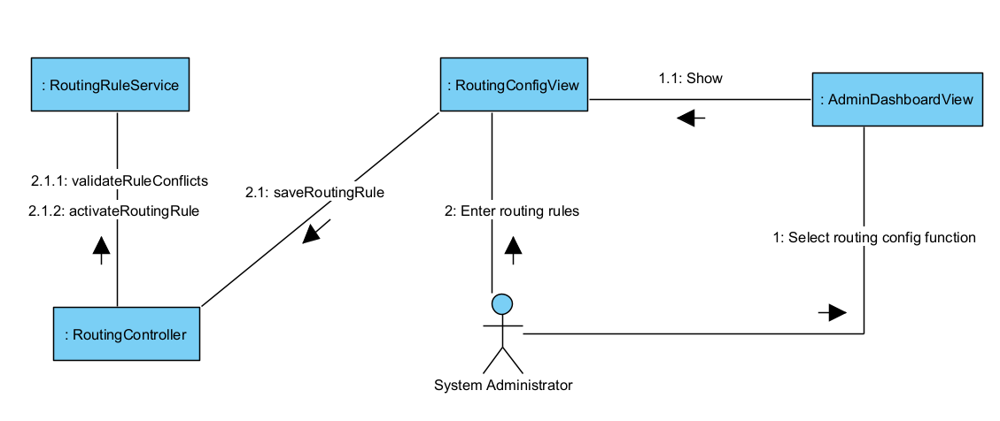 : RoutingRuleService
: RoutingConfigView
1.1: Show
: AdminDashboardView
2.1.1: validateRuleConflicts
2.1.2: activateRoutingRule
2.1: saveRoutingRule
2: Enter routing rules
1: Select routing config function
: RoutingController
System Administrator